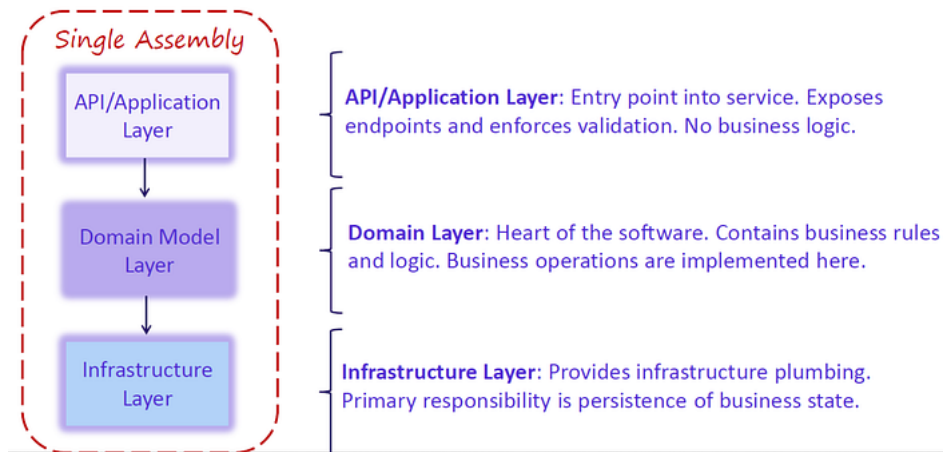 Single Assembly
API/Application
Layer
API/Application Layer: Entry point into service. Exposes
endpoints and enforces validation. No business logic.
Domain Model
Layer
Domain Layer: Heart of the software. Contains business rules
and logic. Business operations are implemented here.
Infrastructure
Layer
Infrastructure Layer: Provides infrastructure plumbing.
Primary responsibility is persistence of business state.